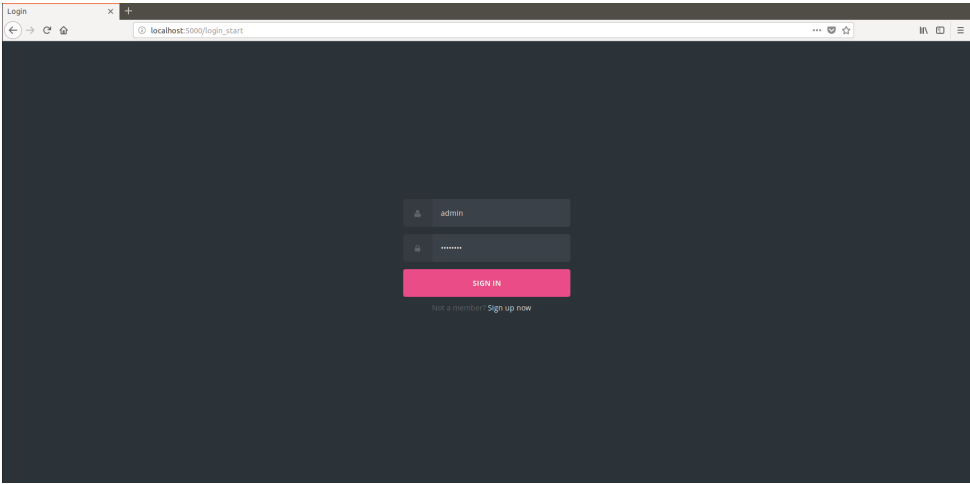 Login
localhost:5000/login_start
admin
••••••••
SIGN IN
Not a member? Sign up now